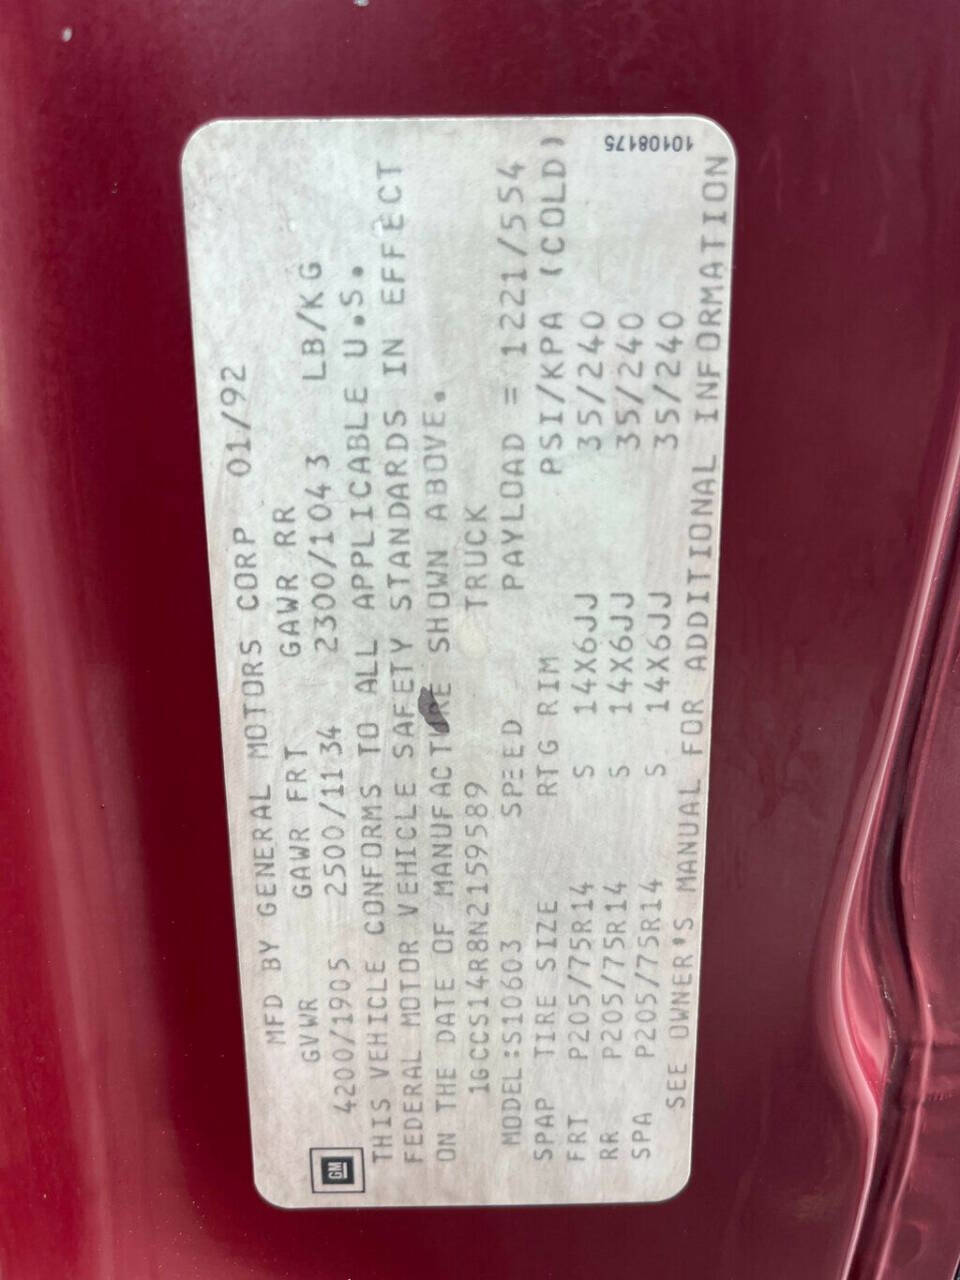 MFD BY GENERAL MOTORS CORP 01/92
GVWR GAWR FRT GAWR RR
4200/1905 2500/1134 2300/1043 LB/KG
THIS VEHICLE CONFORMS TO ALL APPLICABLE U.S.
FEDERAL MOTOR VEHICLE SAFETY STANDARDS IN EFFECT
ON THE DATE OF MANUFACTURE SHOWN ABOVE.
1GCCS14R8N2159589 TRUCK
MODEL:S10603 SPEED PAYLOAD = 1221/554
SPAP TIRE SIZE RTG RIM PSI/KPA (COLD)
FRT P205/75R14 S 14X6JJ 35/240
RR P205/75R14 S 14X6JJ 35/240
SPA P205/75R14 S 14X6JJ 35/240
SEE OWNER'S MANUAL FOR ADDITIONAL INFORMATION
GM
10108175